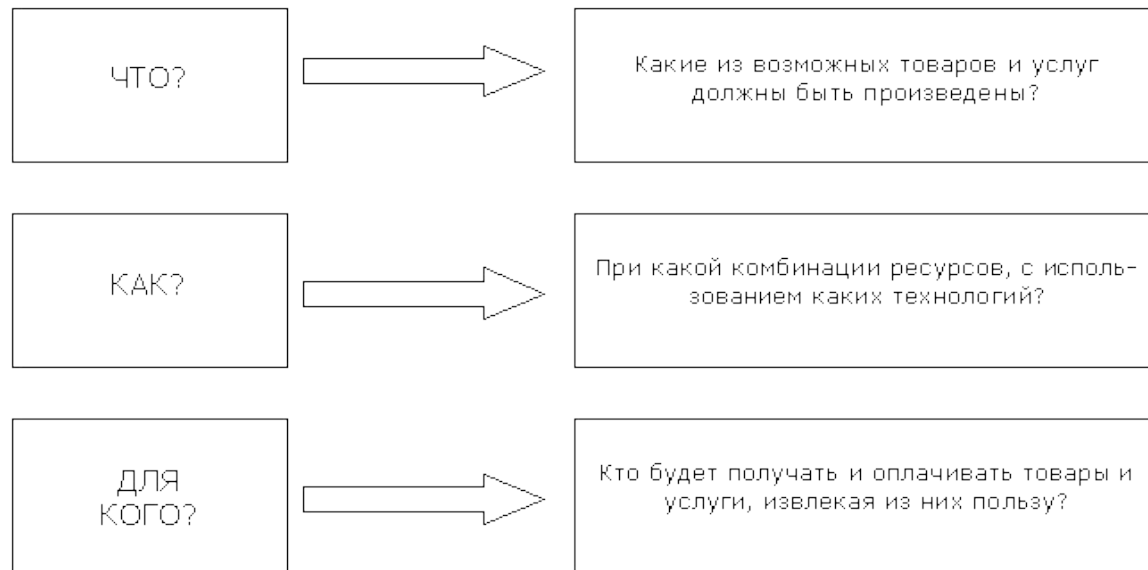 ЧТО?
Какие из возможных товаров и услуг
должны быть произведены?
КАК?
При какой комбинации ресурсов, с исполь-
зованием каких технологий?
ДЛЯ
КОГО?
Кто будет получать и оплачивать товары и
услуги, извлекая из них пользу?